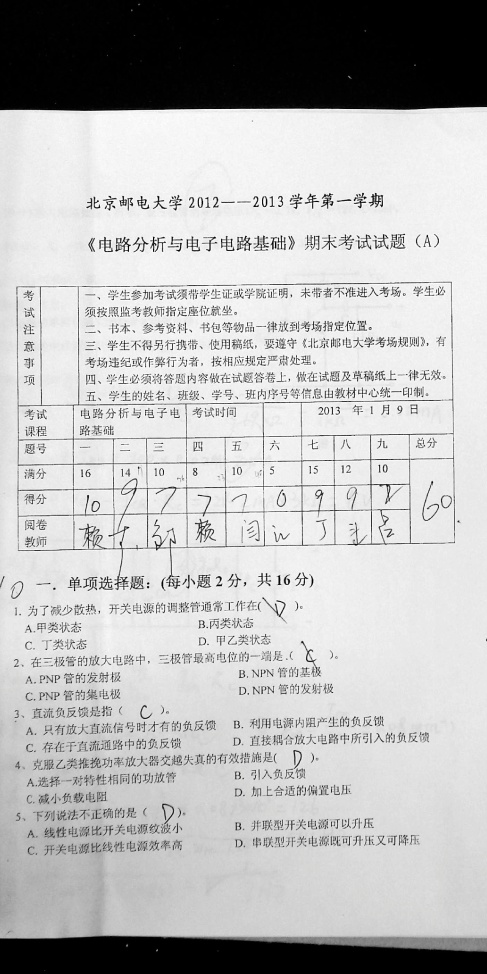 北京邮电大学 2012——2013 学年第一学期
《电路分析与电子电路基础》期末考试试题（A）
考试注意事项
一、学生参加考试须带学生证或学院证明，未带者不准进入考场。学生必
须按照监考教师指定座位就坐。
二、书本、参考资料、书包等物品一律放到考场指定位置。
三、学生不得另行携带、使用稿纸，要遵守《北京邮电大学考场规则》，有
考场违纪或作弊行为者，按相应规定严肃处理。
四、学生必须将答题内容做在试题答卷上，做在试题及草稿纸上一律无效。
五、学生的姓名、班级、学号、班内序号等信息由教材中心统一印制。
考试 电路分析与电子电 考试时间 2013 年 1 月 9 日
课程 路基础
题号 一 二 三 四 五 六 七 八 九 总分
满分 16 14 10 8 10 5 15 12 10
得分 10 9 7 7 7 0 9 9 2 60
阅卷 赖 邹 赖 闫 丁
教师
10 一．单项选择题：(每小题 2 分，共 16 分)
1. 为了减少散热，开关电源的调整管通常工作在( D )。
A.甲类状态 B.丙类状态
C. 丁类状态 D. 甲乙类状态
2、在三极管的放大电路中，三极管最高电位的一端是.( C )。
A. PNP 管的发射极 B. NPN 管的基极
C. PNP 管的集电极 D. NPN 管的发射极
3、直流负反馈是指（ C ）。
A. 只有放大直流信号时才有的负反馈 B. 利用电源内阻产生的负反馈
C. 存在于直流通路中的负反馈 D. 直接耦合放大电路中所引入的负反馈
4、克服乙类推挽功率放大器交越失真的有效措施是( D )。
A.选择一对特性相同的功放管 B. 引入负反馈
C. 减小负载电阻 D. 加上合适的偏置电压
5、下列说法不正确的是（ D ）。
A. 线性电源比开关电源纹波小 B. 并联型开关电源可以升压
C. 开关电源比线性电源效率高 D. 串联型开关电源既可升压又可降压